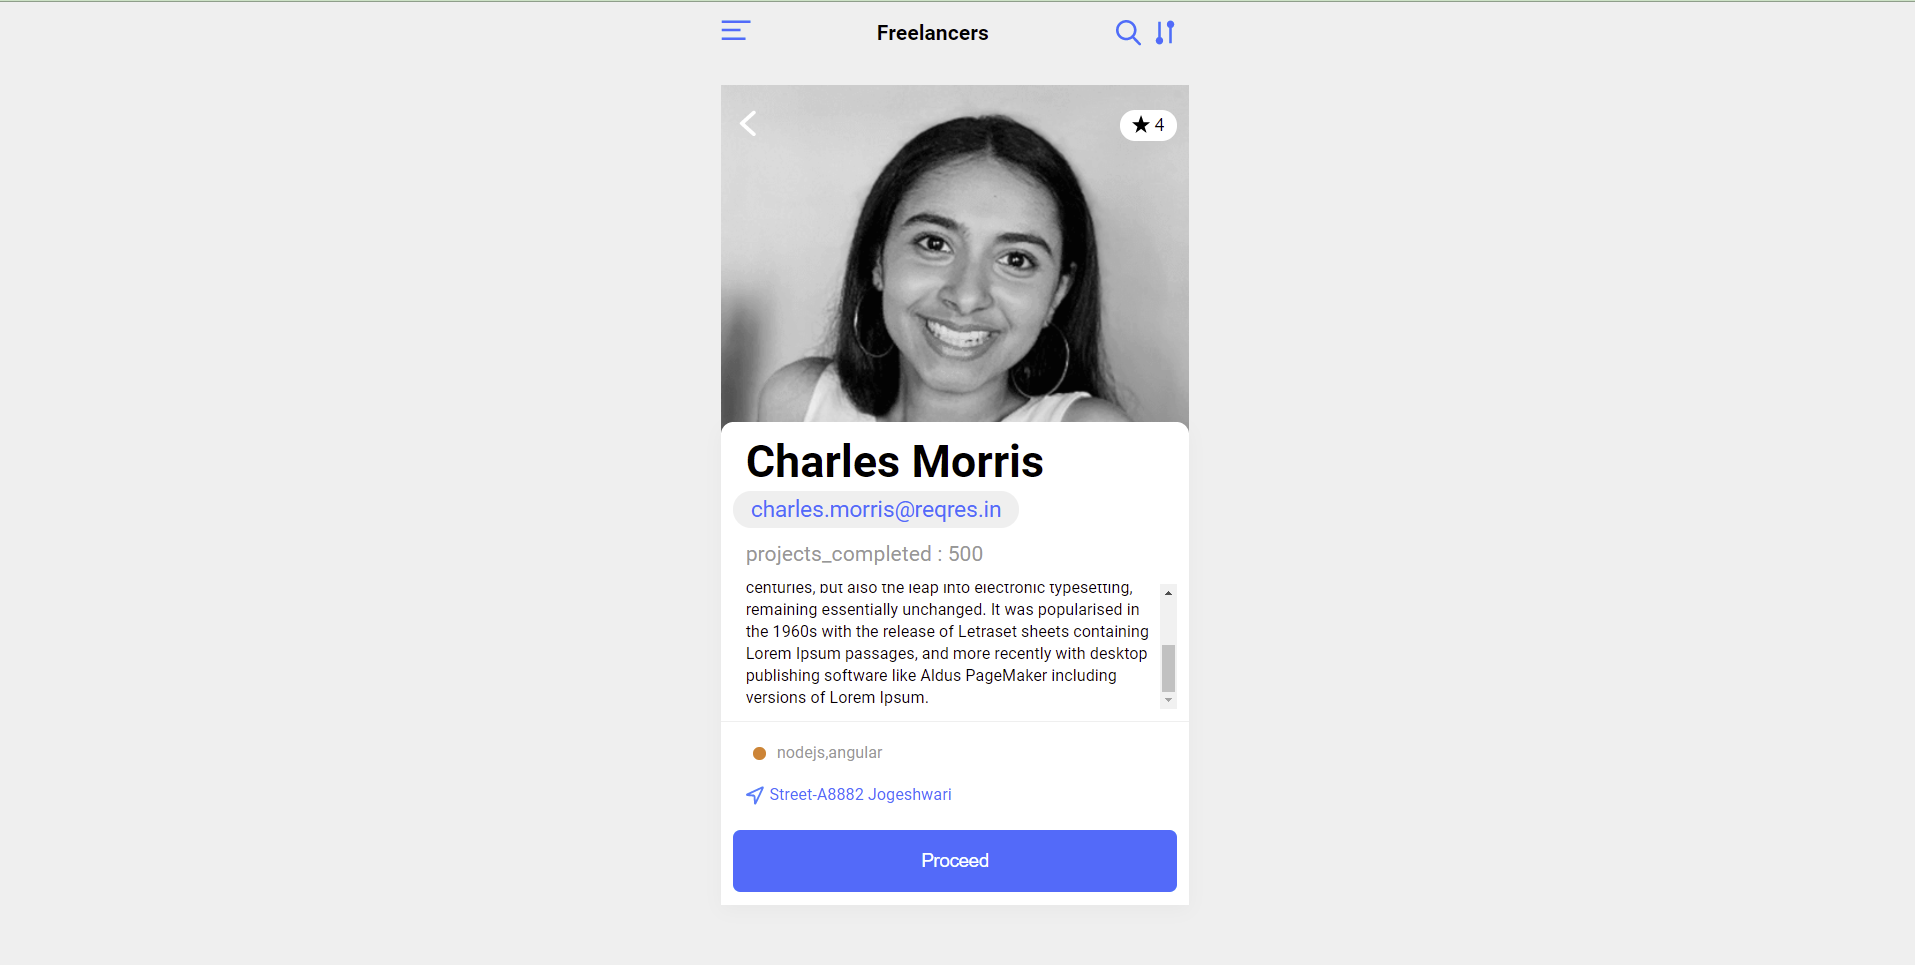 Freelancers
4
Charles Morris
charles.morris@reqres.in
projects_completed : 500
centuries, but also the leap into electronic typesetting,
remaining essentially unchanged. It was popularised in
the 1960s with the release of Letraset sheets containing
Lorem Ipsum passages, and more recently with desktop
publishing software like Aldus PageMaker including
versions of Lorem Ipsum.
nodejs,angular
Street-A8882 Jogeshwari
Proceed